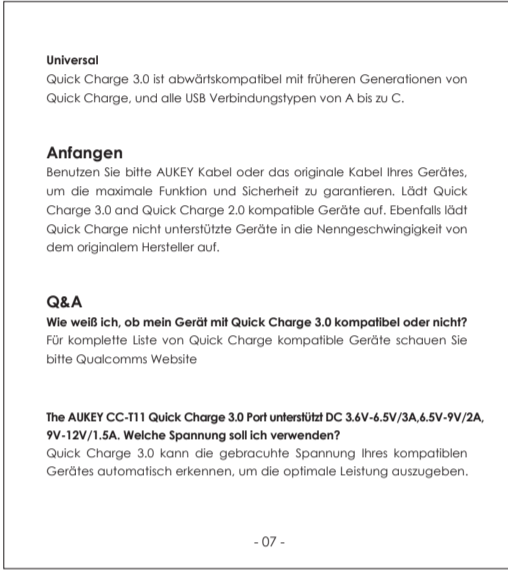 Universal
Quick Charge 3.0 ist abwärtskompatibel mit früheren Generationen von
Quick Charge, und alle USB Verbindungstypen von A bis zu C.
Anfangen
Benutzen Sie bitte AUKEY Kabel oder das originale Kabel Ihres Gerätes,
um die maximale Funktion und Sicherheit zu garantieren. Lädt Quick
Charge 3.0 and Quick Charge 2.0 kompatible Geräte auf. Ebenfalls lädt
Quick Charge nicht unterstützte Geräte in die Nenngeschwingigkeit von
dem originalem Hersteller auf.
Q&A
Wie weiß ich, ob mein Gerät mit Quick Charge 3.0 kompatibel oder nicht?
Für komplette Liste von Quick Charge kompatible Geräte schauen Sie
bitte Qualcomms Website
The AUKEY CC-T11 Quick Charge 3.0 Port unterstützt DC 3.6V-6.5V/3A,6.5V-9V/2A,
9V-12V/1.5A. Welche Spannung soll ich verwenden?
Quick Charge 3.0 kann die gebracuhte Spannung Ihres kompatiblen
Gerätes automatisch erkennen, um die optimale Leistung auszugeben.
- 07 -